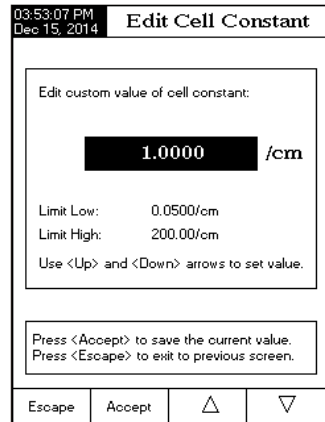 03:53:07 PM
Dec 15, 2014
Edit Cell Constant
Edit custom value of cell constant:
1.0000 /cm
Limit Low: 0.0500/cm
Limit High: 200.00/cm
Use <Up> and <Down> arrows to set value.
Press <Accept> to save the current value.
Press <Escape> to exit to previous screen.
Escape Accept △ ▽